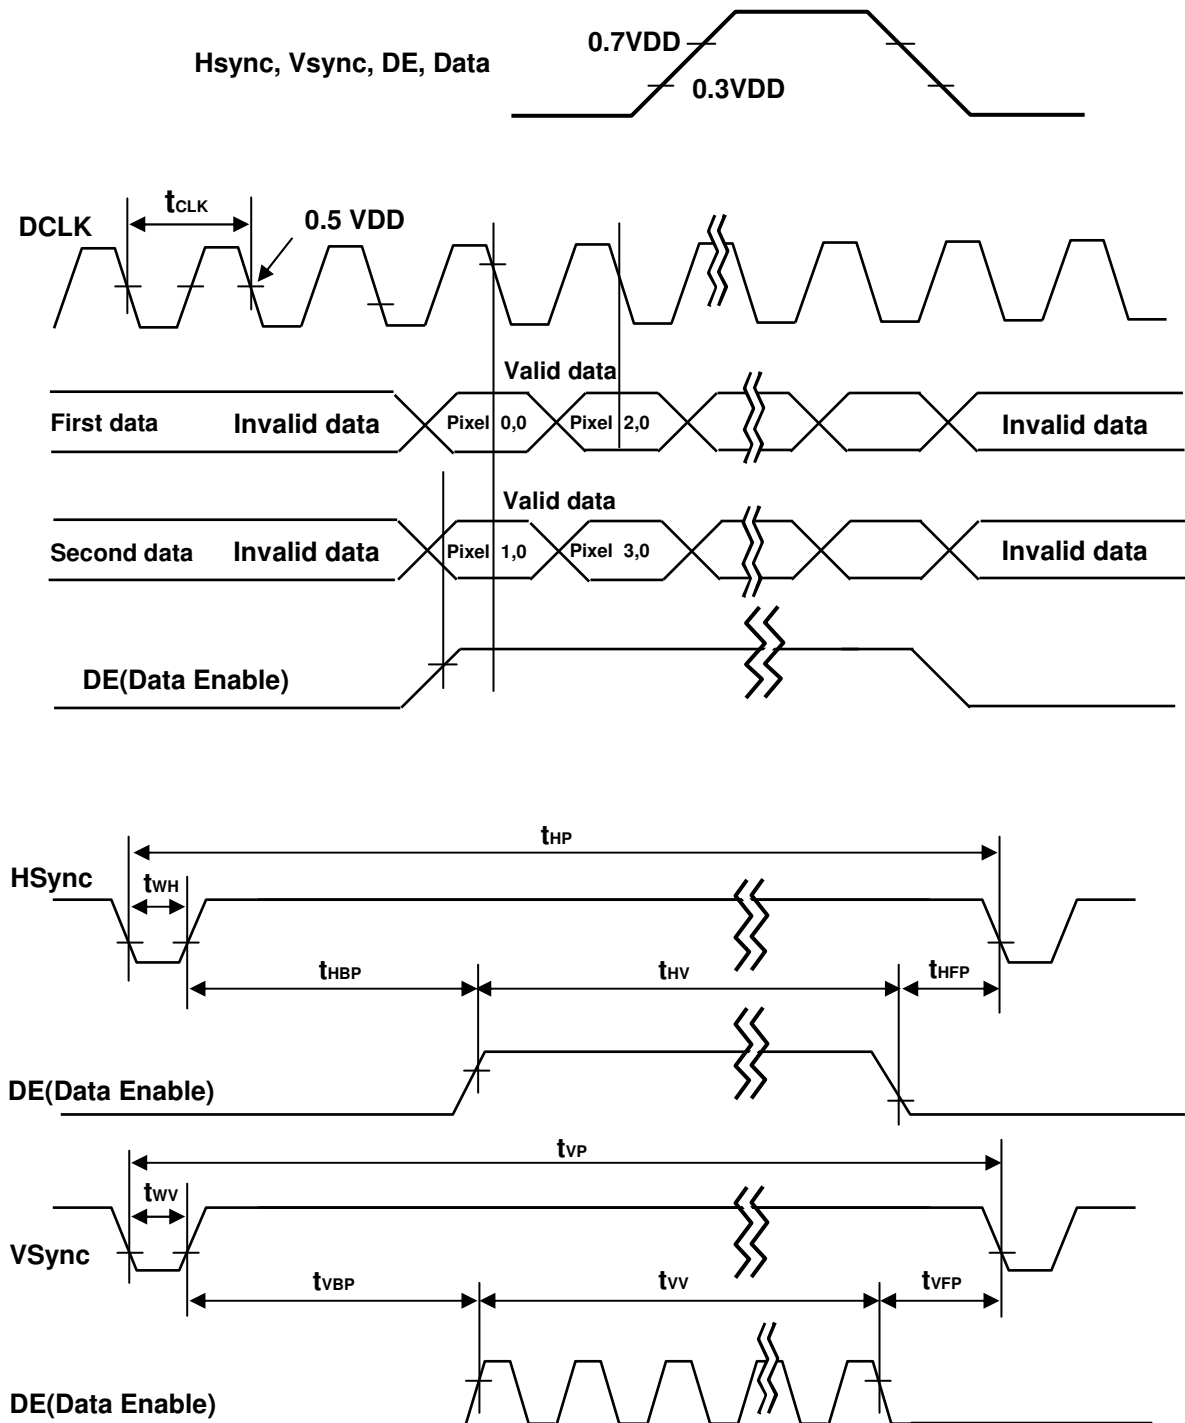 0.7VDD
Hsync, Vsync, DE, Data
0.3VDD
tCLK
DCLK
0.5 VDD
Valid data
First data Invalid data Pixel 0,0 Pixel 2,0 Invalid data
Valid data
Second data Invalid data Pixel 1,0 Pixel 3,0 Invalid data
DE(Data Enable)
tHP
HSync
tWH
tHBP tHV tHFP
DE(Data Enable)
tVP
tWV
VSync
tVBP tVV tVFP
DE(Data Enable)